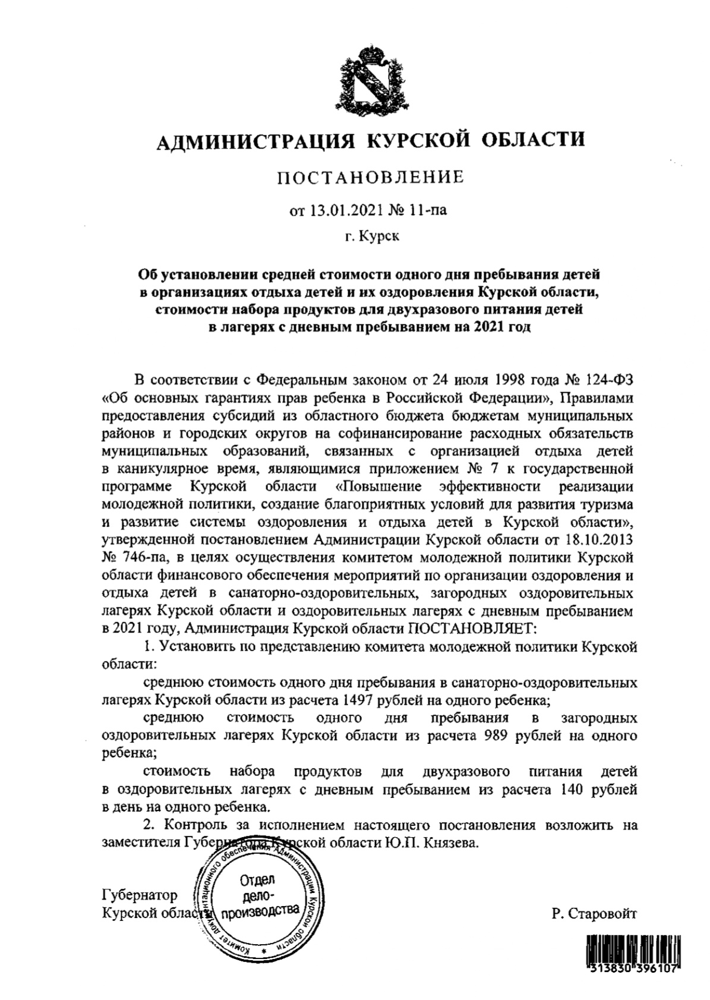 АДМИНИСТРАЦИЯ КУРСКОЙ ОБЛАСТИ
ПОСТАНОВЛЕНИЕ
от 13.01.2021 № 11-па
г. Курск
Об установлении средней стоимости одного дня пребывания детей
в организациях отдыха детей и их оздоровления Курской области,
стоимости набора продуктов для двухразового питания детей
в лагерях с дневным пребыванием на 2021 год
В соответствии с Федеральным законом от 24 июля 1998 года № 124-ФЗ
«Об основных гарантиях прав ребенка в Российской Федерации», Правилами
предоставления субсидий из областного бюджета бюджетам муниципальных
районов и городских округов на софинансирование расходных обязательств
муниципальных образований, связанных с организацией отдыха детей
в каникулярное время, являющимися приложением № 7 к государственной
программе Курской области «Повышение эффективности реализации
молодежной политики, создание благоприятных условий для развития туризма
и развитие системы оздоровления и отдыха детей в Курской области»,
утвержденной постановлением Администрации Курской области от 18.10.2013
№ 746-па, в целях осуществления комитетом молодежной политики Курской
области финансового обеспечения мероприятий по организации оздоровления и
отдыха детей в санаторно-оздоровительных, загородных оздоровительных
лагерях Курской области и оздоровительных лагерях с дневным пребыванием
в 2021 году, Администрация Курской области ПОСТАНОВЛЯЕТ:
1. Установить по представлению комитета молодежной политики Курской
области:
среднюю стоимость одного дня пребывания в санаторно-оздоровительных
лагерях Курской области из расчета 1497 рублей на одного ребенка;
среднюю стоимость одного дня пребывания в загородных
оздоровительных лагерях Курской области из расчета 989 рублей на одного
ребенка;
стоимость набора продуктов для двухразового питания детей
в оздоровительных лагерях с дневным пребыванием из расчета 140 рублей
в день на одного ребенка.
2. Контроль за исполнением настоящего постановления возложить на
заместителя Губернатора Курской области Ю.П. Князева.
Комитет документационного обеспечения Администрации Курской области *
Отдел
дело-
производства
Губернатор
Курской области Р. Старовойт
"313830"396107"